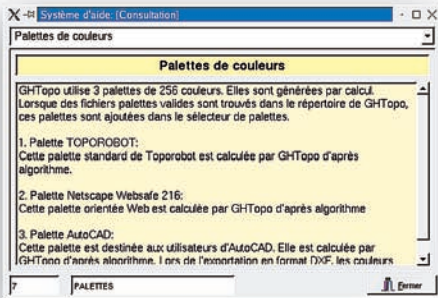 Système d'aide: [Consultation]
Palettes de couleurs
Palettes de couleurs
GHTopo utilise 3 palettes de 256 couleurs. Elles sont générées par calcul.
Lorsque des fichiers palettes valides sont trouvés dans le répertoire de GHTopo,
ces palettes sont ajoutées dans le sélecteur de palettes.
1. Palette TOPOROBOT:
Cette palette standard de Toporobot est calculée par GHTopo d'après
algorithme.
2. Palette Netscape Websafe 216:
Cette palette orientée Web est calculée par GHTopo d'après algorithme
3. Palette AutoCAD:
Cette palette est destinée aux utilisateurs d'AutoCAD. Elle est calculée par
GHTopo d'après algorithme. Lors de l'exportation en format DXF, les couleurs
7
PALETTES
Fermer